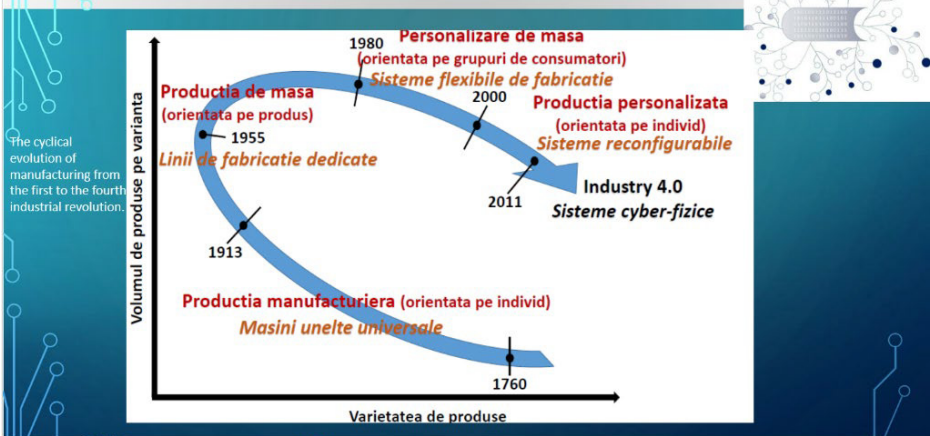 The cyclical
evolution of
manufacturing from
the first to the fourth
industrial revolution.
Volumul de produse pe varianta
1980
Personalizare de masa
(orientata pe grupuri de consumatori)
Sisteme flexibile de fabricatie
Productia de masa
(orientata pe produs)
1955
Linii de fabricatie dedicate
2000
Productia personalizata
(orientata pe individ)
Sisteme reconfigurabile
2011
Industry 4.0
Sisteme cyber-fizice
1913
Productia manufacturiera (orientata pe individ)
Masini unelte universale
1760
Varietatea de produse